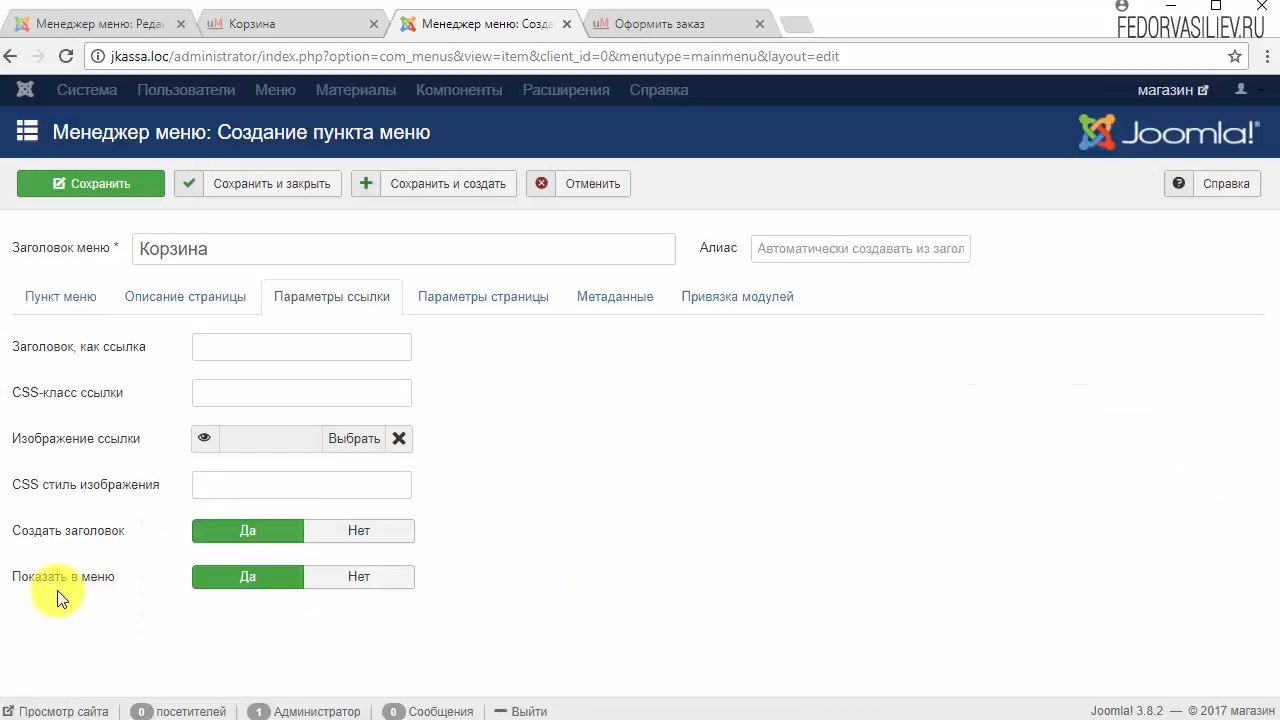 Менеджер меню: Реда
uM Корзина
Менеджер меню: Созда
uM Оформить заказ
FEDORVASILIEV.RU
jkassa.loc/administrator/index.php?option=com_menus&view=item&client_id=0&menutype=mainmenu&layout=edit
Система Пользователи Меню Материалы Компоненты Расширения Справка магазин
Менеджер меню: Создание пункта меню Joomla!®
Сохранить Сохранить и закрыть Сохранить и создать Отменить Справка
Заголовок меню * Корзина Алиас Автоматически создавать из загол
Пункт меню Описание страницы Параметры ссылки Параметры страницы Метаданные Привязка модулей
Заголовок, как ссылка
CSS-класс ссылки
Изображение ссылки Выбрать
CSS стиль изображения
Создать заголовок Да Нет
Показать в меню Да Нет
Просмотр сайта 0 посетителей 1 Администратор 0 Сообщения Выйти Joomla! 3.8.2 — © 2017 магазин